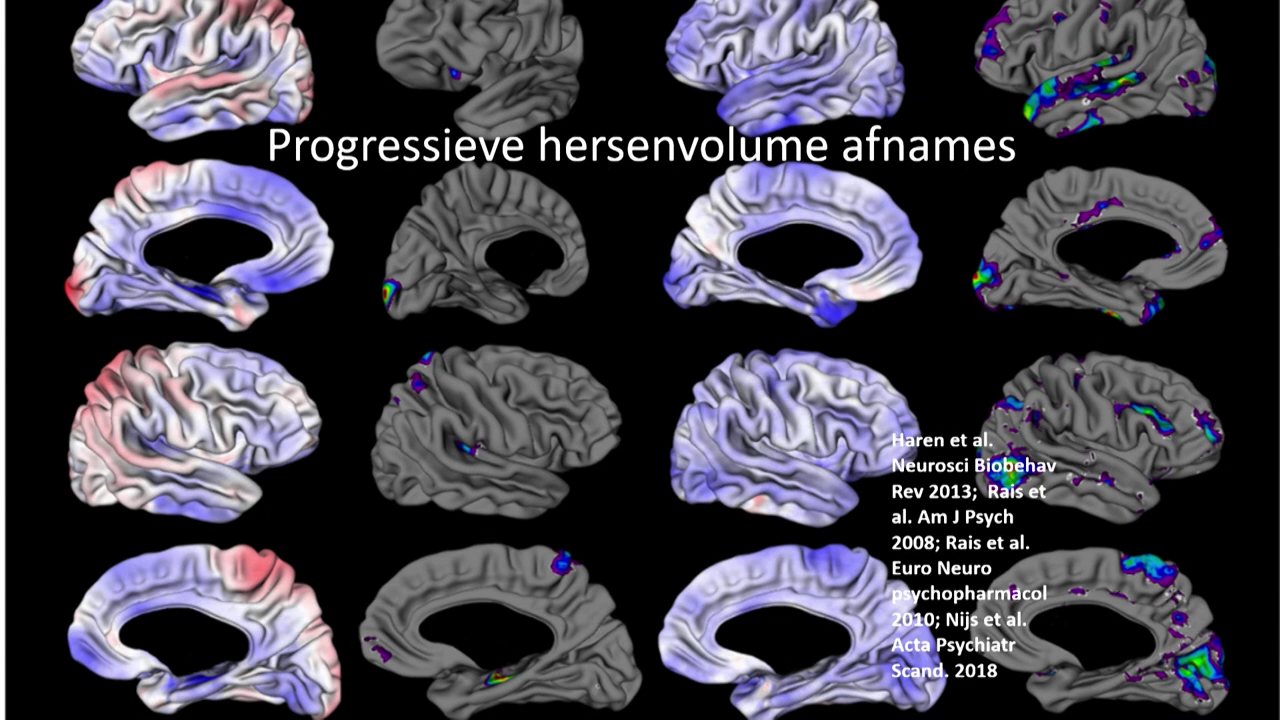 Progressieve hersenvolume afnames
Haren et al.
Neurosci Biobehav
Rev 2013;  Rais et
al. Am J Psych
2008; Rais et al.
Euro Neuro
psychopharmacol
2010; Nijs et al.
Acta Psychiatr
Scand. 2018